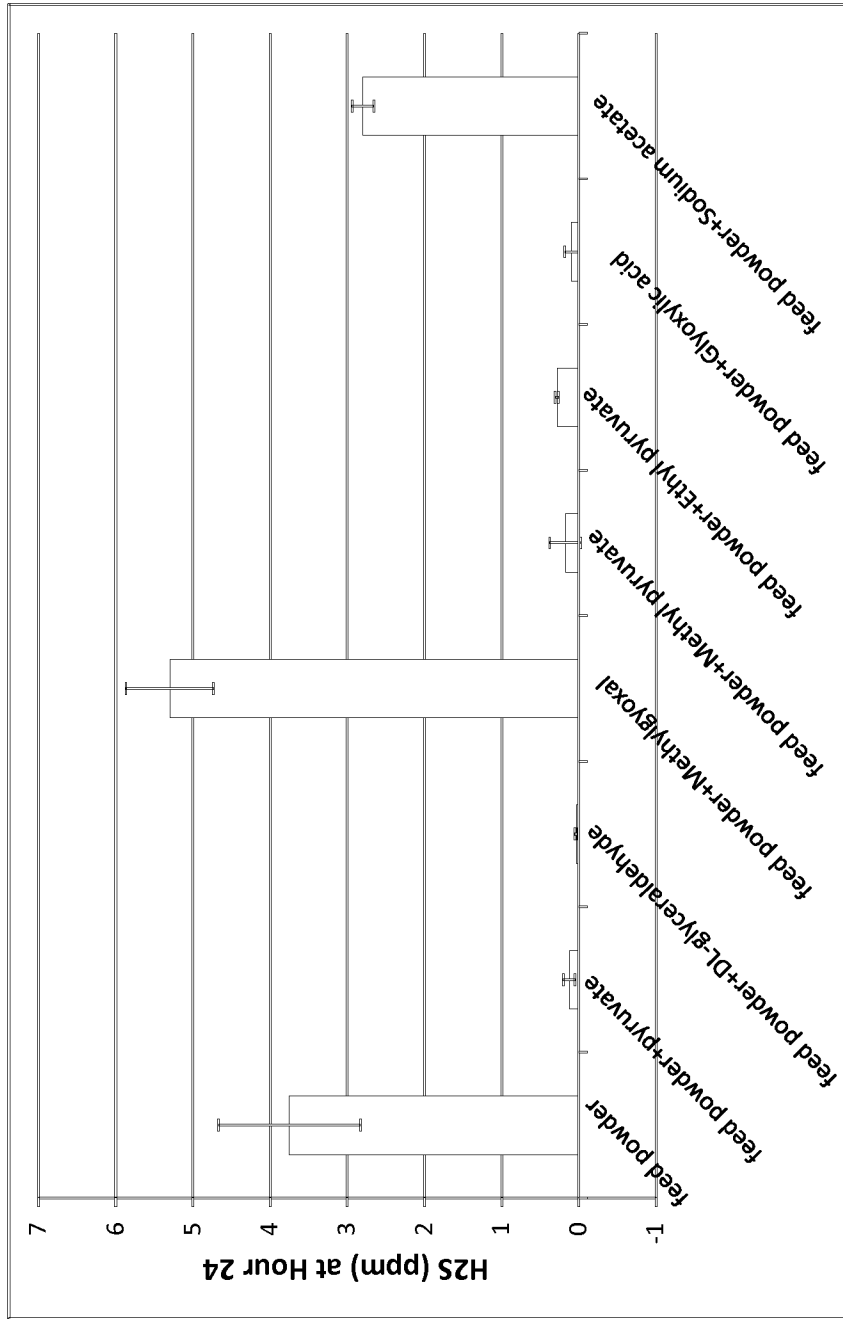 H2S (ppm) at Hour 24
7
6
5
4
3
2
1
0
-1
feed powder
feed powder+pyruvate
feed powder+DL-glyceraldehyde
feed powder+Methylgyoxal
feed powder+Methyl pyruvate
feed powder+Ethyl pyruvate
feed powder+Glyoxylic acid
feed powder+Sodium acetate